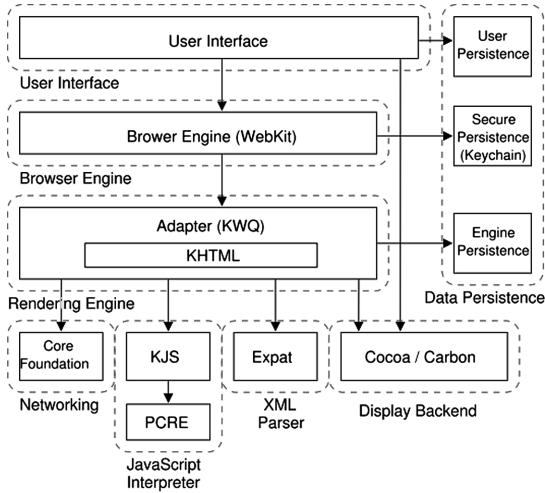 User Interface
User Interface
User
Persistence
Brower Engine (WebKit)
Browser Engine
Secure
Persistence
(Keychain)
Adapter (KWQ)
KHTML
Rendering Engine
Engine
Persistence
Data Persistence
Core
Foundation
Networking
KJS
PCRE
JavaScript
Interpreter
Expat
XML
Parser
Cocoa / Carbon
Display Backend